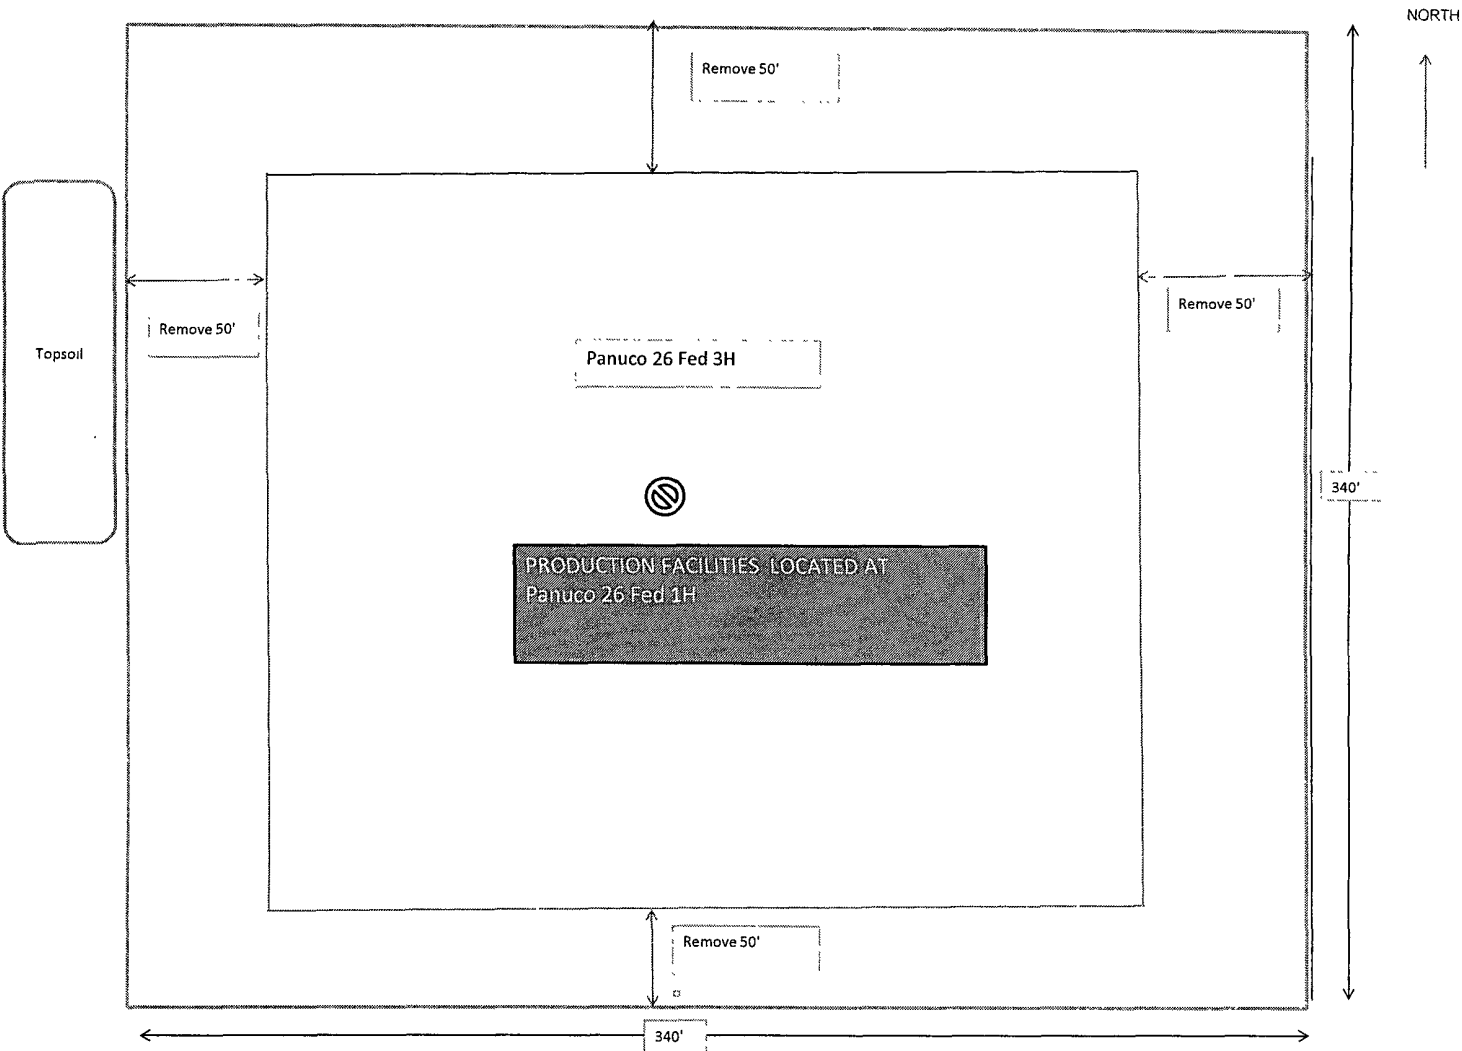 NORTH
Remove 50'
Remove 50'
Remove 50'
Topsoil
Panuco 26 Fed 3H
340'
PRODUCTION FACILITIES LOCATED AT
Panuco 26 Fed 1H
Remove 50'
340'